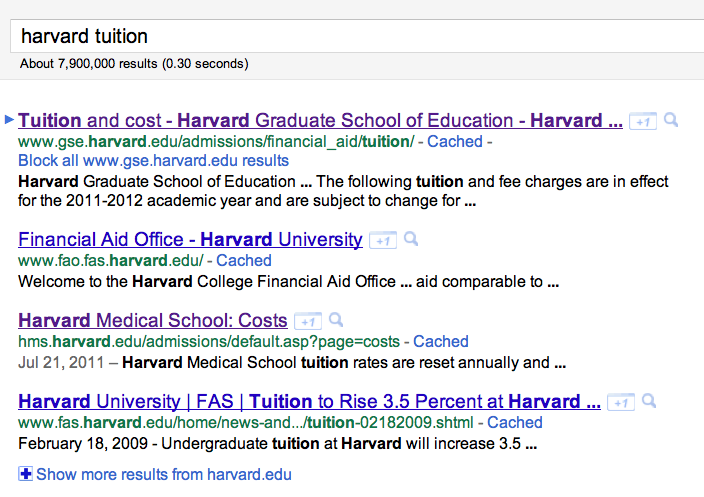 harvard tuition
About 7,900,000 results (0.30 seconds)
Tuition and cost - Harvard Graduate School of Education - Harvard ... +1
www.gse.harvard.edu/admissions/financial_aid/tuition/ - Cached -
Block all www.gse.harvard.edu results
Harvard Graduate School of Education ... The following tuition and fee charges are in effect
for the 2011-2012 academic year and are subject to change for ...
Financial Aid Office - Harvard University +1
www.fao.fas.harvard.edu/ - Cached
Welcome to the Harvard College Financial Aid Office ... aid comparable to ...
Harvard Medical School: Costs +1
hms.harvard.edu/admissions/default.asp?page=costs - Cached
Jul 21, 2011 – Harvard Medical School tuition rates are reset annually and ...
Harvard University | FAS | Tuition to Rise 3.5 Percent at Harvard ... +1
www.fas.harvard.edu/home/news-and.../tuition-02182009.shtml - Cached
February 18, 2009 - Undergraduate tuition at Harvard will increase 3.5 ...
Show more results from harvard.edu